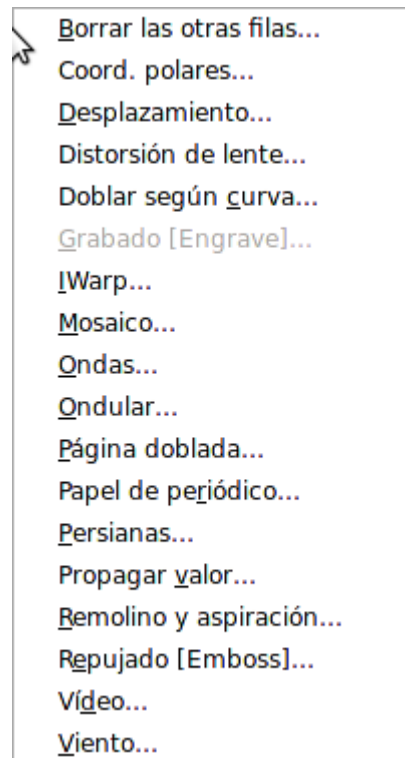 Borrar las otras filas...
Coord. polares...
Desplazamiento...
Distorsión de lente...
Doblar según curva...
Grabado [Engrave]...
IWarp...
Mosaico...
Ondas...
Ondular...
Página doblada...
Papel de periódico...
Persianas...
Propagar valor...
Remolino y aspiración...
Repujado [Emboss]...
Vídeo...
Viento...